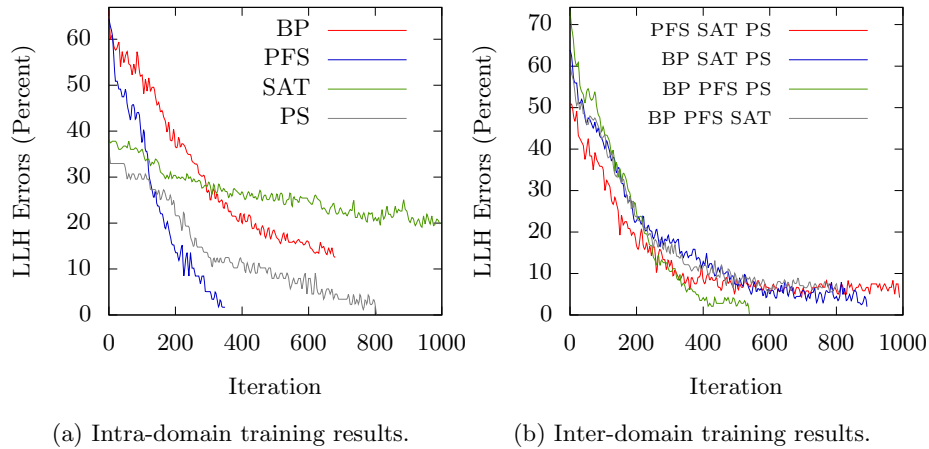 LLH Errors (Percent)
60
50
40
30
20
10
0
0 200 400 600 800 1000
Iteration
BP
PFS
SAT
PS
(a) Intra-domain training results.
LLH Errors (Percent)
70
60
50
40
30
20
10
0
0 200 400 600 800 1000
Iteration
PFS SAT PS
BP SAT PS
BP PFS PS
BP PFS SAT
(b) Inter-domain training results.